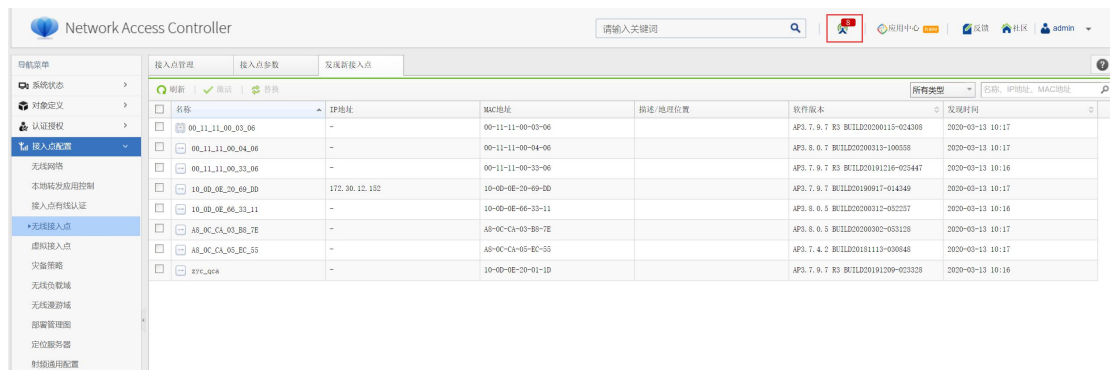 Network Access Controller
请输入关键词
8
应用中心 new
反馈
社区
admin
导航菜单
接入点管理
接入点参数
发现新接入点
系统状态
刷新
激活
替换
所有类型
名称、IP地址、MAC地址
对象定义
名称
IP地址
MAC地址
描述/地理位置
软件版本
发现时间
认证授权
00_11_11_00_03_06 - 00-11-11-00-03-06 AP3.7.9.7 R3 BUILD20200115-024308 2020-03-13 10:17
接入点配置
00_11_11_00_04_06 - 00-11-11-00-04-06 AP3.8.0.7 BUILD20200313-100558 2020-03-13 10:17
无线网络
00_11_11_00_33_06 - 00-11-11-00-33-06 AP3.7.9.7 R3 BUILD20191216-025447 2020-03-13 10:16
本地转发应用控制
10_0D_0E_20_69_DD 172.30.12.152 10-0D-0E-20-69-DD AP3.7.9.7 BUILD20190917-014349 2020-03-13 10:17
接入点有线认证
10_0D_0E_66_33_11 - 10-0D-0E-66-33-11 AP3.8.0.5 BUILD20200312-052257 2020-03-13 10:16
无线接入点
A8_0C_CA_03_B8_7E - A8-0C-CA-03-B8-7E AP3.8.0.5 BUILD20200302-053128 2020-03-13 10:17
虚拟接入点
A8_0C_CA_05_EC_55 - A8-0C-CA-05-EC-55 AP3.7.4.2 BUILD20181113-030848 2020-03-13 10:17
灾备策略
zyc_qca - 10-0D-0E-20-01-1D AP3.7.9.7 R3 BUILD20191209-023328 2020-03-13 10:16
无线负载域
无线漫游域
部署管理图
定位服务器
射频通用配置